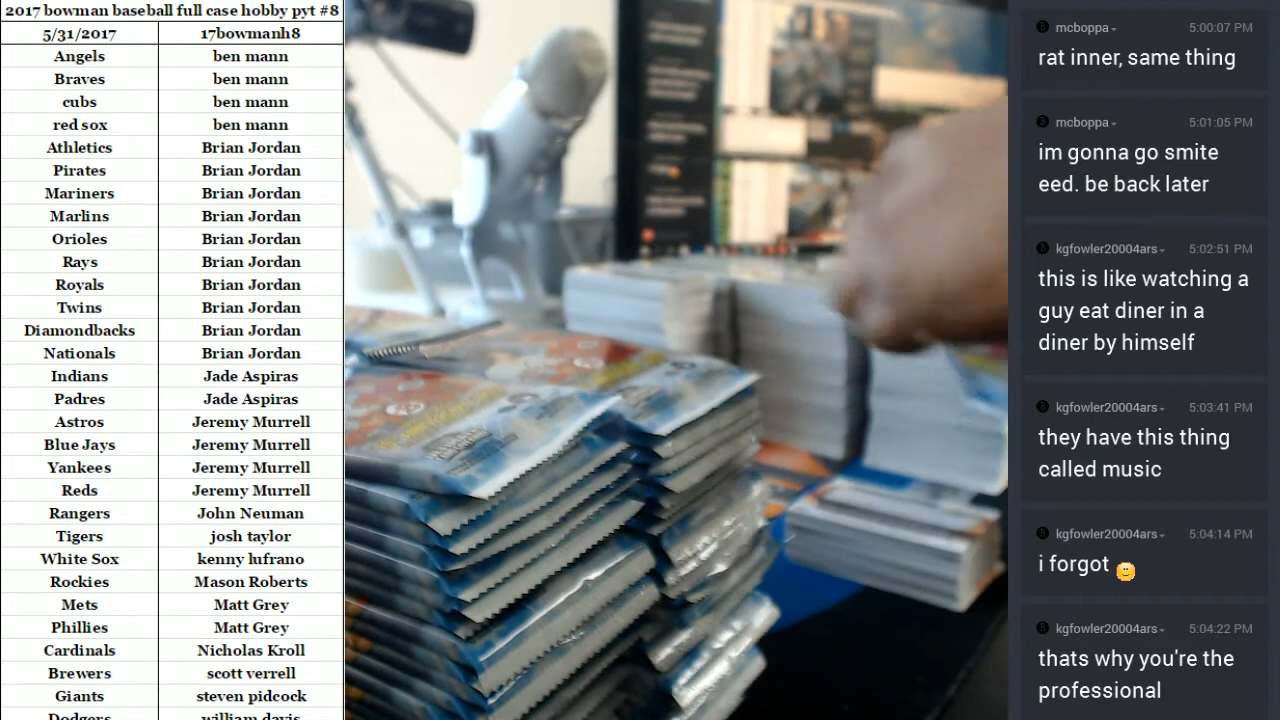 2017 bowman baseball full case hobby pyt #8
5/31/2017 17bowmanh8
Angels ben mann
Braves ben mann
cubs ben mann
red sox ben mann
Athletics Brian Jordan
Pirates Brian Jordan
Mariners Brian Jordan
Marlins Brian Jordan
Orioles Brian Jordan
Rays Brian Jordan
Royals Brian Jordan
Twins Brian Jordan
Diamondbacks Brian Jordan
Nationals Brian Jordan
Indians Jade Aspiras
Padres Jade Aspiras
Astros Jeremy Murrell
Blue Jays Jeremy Murrell
Yankees Jeremy Murrell
Reds Jeremy Murrell
Rangers John Neuman
Tigers josh taylor
White Sox kenny lufrano
Rockies Mason Roberts
Mets Matt Grey
Phillies Matt Grey
Cardinals Nicholas Kroll
Brewers scott verrell
Giants steven pidcock
Dodgers william davis
mcboppa 5:00:07 PM
rat inner, same thing
mcboppa 5:01:05 PM
im gonna go smite
eed. be back later
kgfowler20004ars 5:02:51 PM
this is like watching a
guy eat diner in a
diner by himself
kgfowler20004ars 5:03:41 PM
they have this thing
called music
kgfowler20004ars 5:04:14 PM
i forgot
kgfowler20004ars 5:04:22 PM
thats why you're the
professional